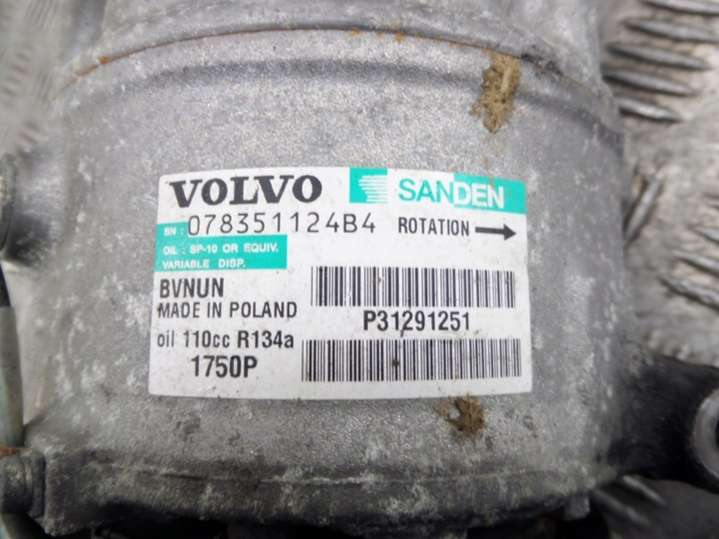 VOLVO SANDEN
SN : 078351124B4 ROTATION
OIL : SP-10 OR EQUIV.
VARIABLE DISP.
BVNUN
MADE IN POLAND
P31291251
oil 110cc R134a
1750P